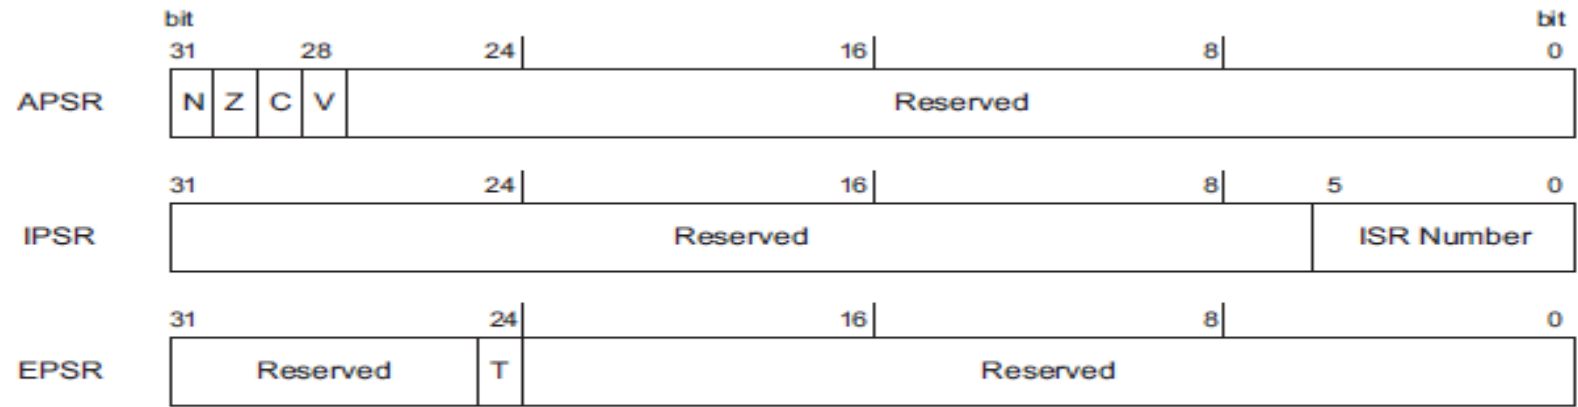 bit bit
31 28 24 16 8 0
APSR N Z C V Reserved
31 24 16 8 5 0
IPSR Reserved ISR Number
31 24 16 8 0
EPSR Reserved T Reserved